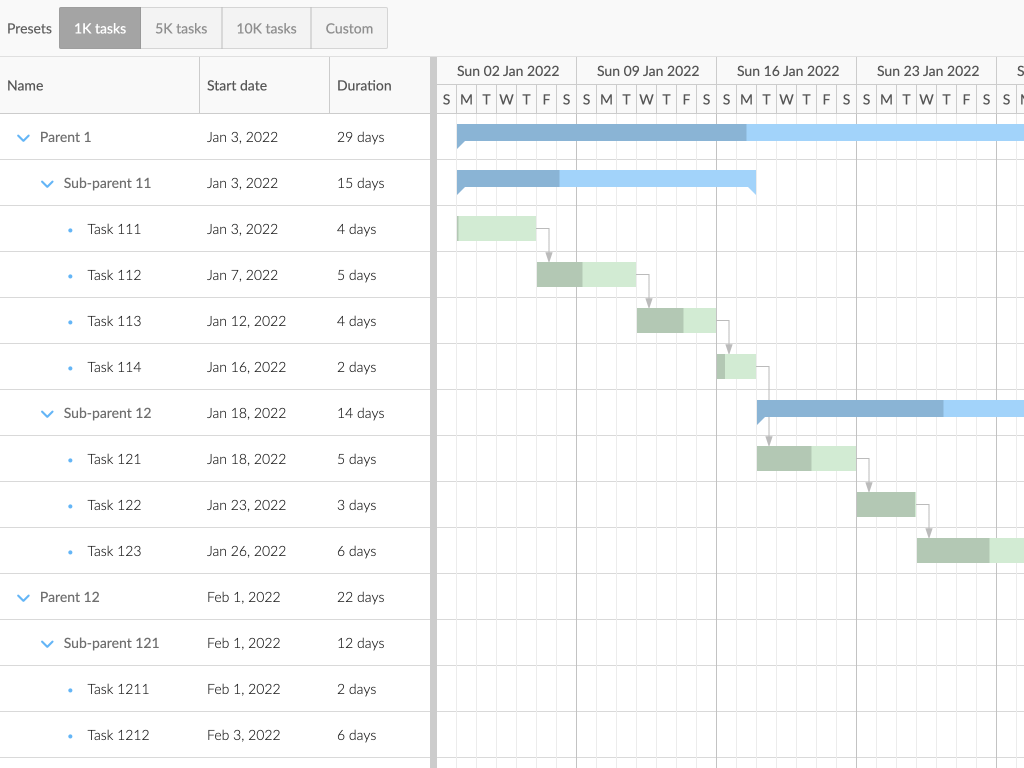 Presets 1K tasks 5K tasks 10K tasks Custom
Name Start date Duration
Sun 02 Jan 2022 Sun 09 Jan 2022 Sun 16 Jan 2022 Sun 23 Jan 2022 S
S M T W T F S S M T W T F S S M T W T F S S M T W T F S S
Parent 1 Jan 3, 2022 29 days
Sub-parent 11 Jan 3, 2022 15 days
Task 111 Jan 3, 2022 4 days
Task 112 Jan 7, 2022 5 days
Task 113 Jan 12, 2022 4 days
Task 114 Jan 16, 2022 2 days
Sub-parent 12 Jan 18, 2022 14 days
Task 121 Jan 18, 2022 5 days
Task 122 Jan 23, 2022 3 days
Task 123 Jan 26, 2022 6 days
Parent 12 Feb 1, 2022 22 days
Sub-parent 121 Feb 1, 2022 12 days
Task 1211 Feb 1, 2022 2 days
Task 1212 Feb 3, 2022 6 days